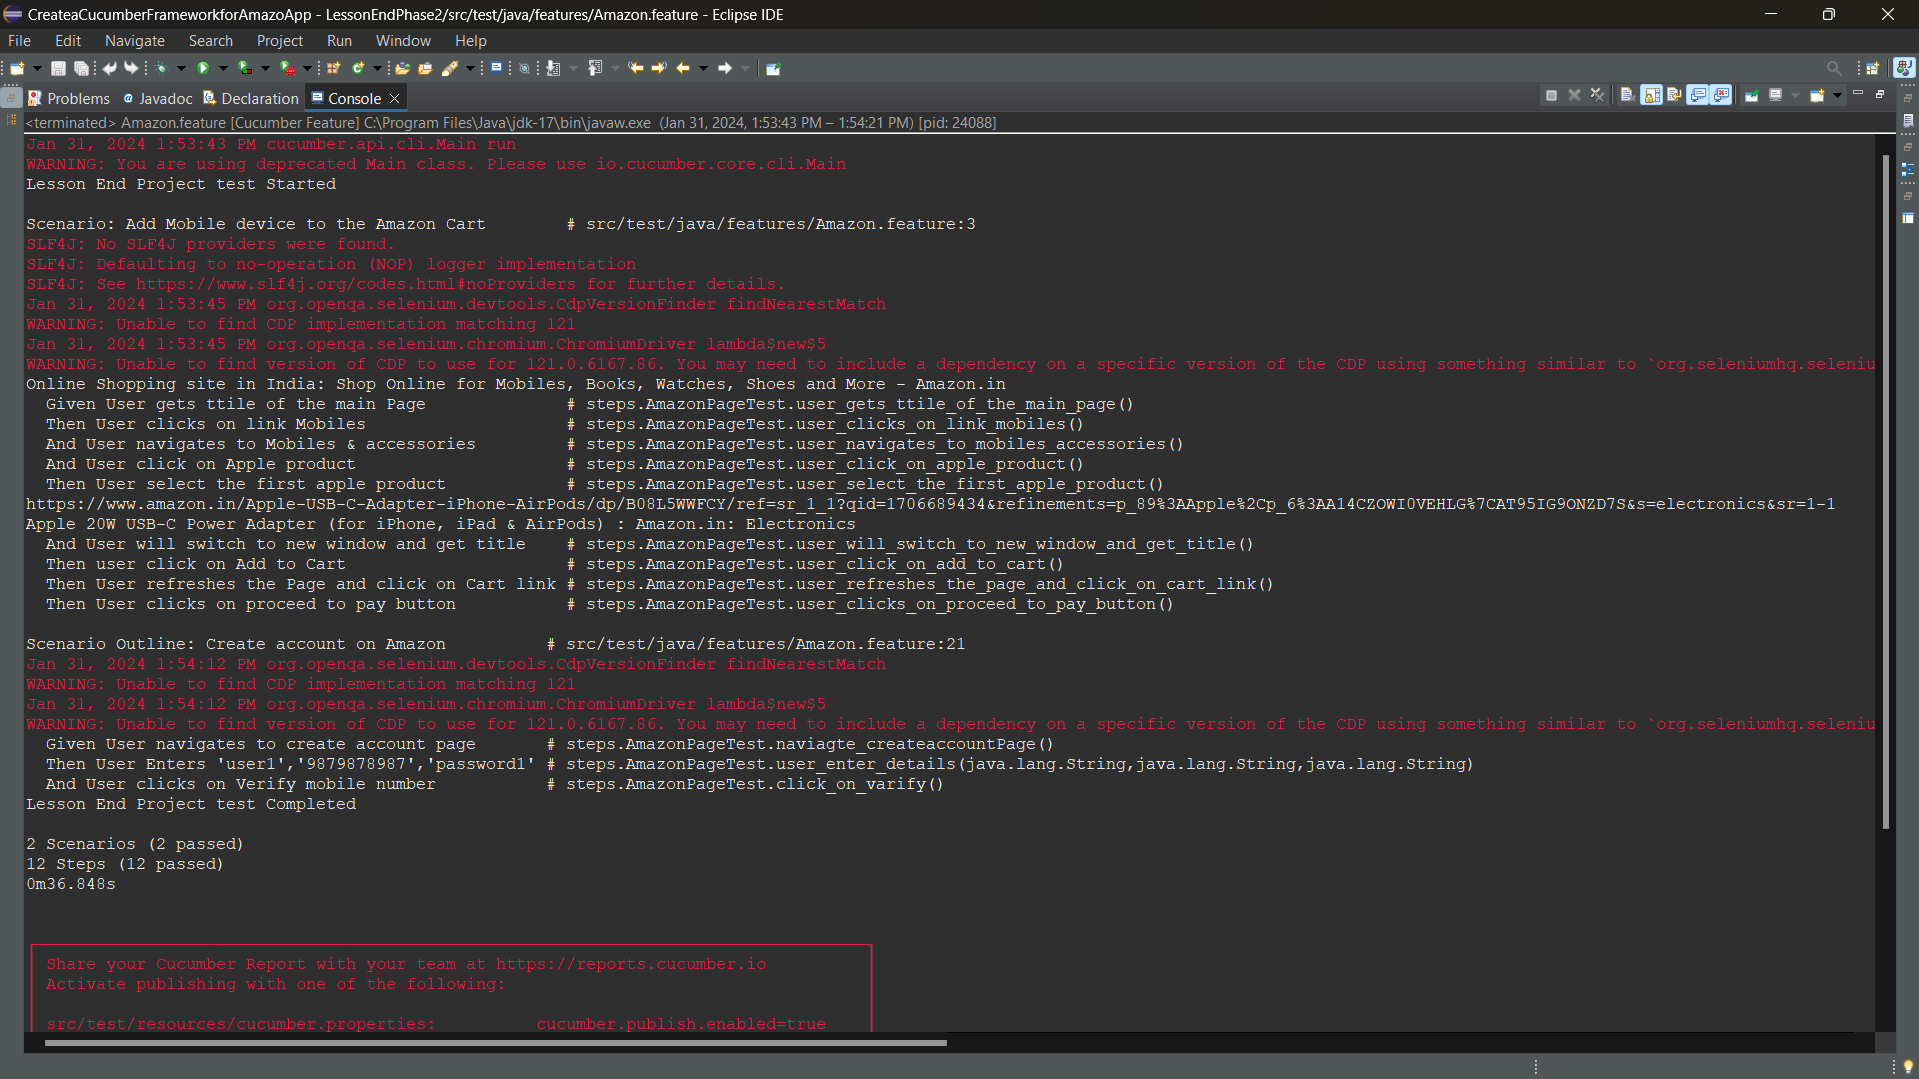 CreateaCucumberFrameworkforAmazoApp - LessonEndPhase2/src/test/java/features/Amazon.feature - Eclipse IDE
File Edit Navigate Search Project Run Window Help
Problems Javadoc Declaration Console
<terminated> Amazon.feature [Cucumber Feature] C:\Program Files\Java\jdk-17\bin\javaw.exe (Jan 31, 2024, 1:53:43 PM – 1:54:21 PM) [pid: 24088]
Jan 31, 2024 1:53:43 PM cucumber.api.cli.Main run
WARNING: You are using deprecated Main class. Please use io.cucumber.core.cli.Main
Lesson End Project test Started
Scenario: Add Mobile device to the Amazon Cart # src/test/java/features/Amazon.feature:3
SLF4J: No SLF4J providers were found.
SLF4J: Defaulting to no-operation (NOP) logger implementation
SLF4J: See https://www.slf4j.org/codes.html#noProviders for further details.
Jan 31, 2024 1:53:45 PM org.openqa.selenium.devtools.CdpVersionFinder findNearestMatch
WARNING: Unable to find CDP implementation matching 121
Jan 31, 2024 1:53:45 PM org.openqa.selenium.chromium.ChromiumDriver lambda$new$5
WARNING: Unable to find version of CDP to use for 121.0.6167.86. You may need to include a dependency on a specific version of the CDP using something similar to `org.seleniumhq.seleniu
Online Shopping site in India: Shop Online for Mobiles, Books, Watches, Shoes and More - Amazon.in
Given User gets ttile of the main Page # steps.AmazonPageTest.user_gets_ttile_of_the_main_page()
Then User clicks on link Mobiles # steps.AmazonPageTest.user_clicks_on_link_mobiles()
And User navigates to Mobiles & accessories # steps.AmazonPageTest.user_navigates_to_mobiles_accessories()
And User click on Apple product # steps.AmazonPageTest.user_click_on_apple_product()
Then User select the first apple product # steps.AmazonPageTest.user_select_the_first_apple_product()
https://www.amazon.in/Apple-USB-C-Adapter-iPhone-AirPods/dp/B08L5WWFCY/ref=sr_1_1?qid=1706689434&refinements=p_89%3AApple%2Cp_6%3AA14CZOWI0VEHLG%7CAT95IG9ONZD7S&s=electronics&sr=1-1
Apple 20W USB-C Power Adapter (for iPhone, iPad & AirPods) : Amazon.in: Electronics
And User will switch to new window and get title # steps.AmazonPageTest.user_will_switch_to_new_window_and_get_title()
Then user click on Add to Cart # steps.AmazonPageTest.user_click_on_add_to_cart()
Then User refreshes the Page and click on Cart link # steps.AmazonPageTest.user_refreshes_the_page_and_click_on_cart_link()
Then User clicks on proceed to pay button # steps.AmazonPageTest.user_clicks_on_proceed_to_pay_button()
Scenario Outline: Create account on Amazon # src/test/java/features/Amazon.feature:21
Jan 31, 2024 1:54:12 PM org.openqa.selenium.devtools.CdpVersionFinder findNearestMatch
WARNING: Unable to find CDP implementation matching 121
Jan 31, 2024 1:54:12 PM org.openqa.selenium.chromium.ChromiumDriver lambda$new$5
WARNING: Unable to find version of CDP to use for 121.0.6167.86. You may need to include a dependency on a specific version of the CDP using something similar to `org.seleniumhq.seleniu
Given User navigates to create account page # steps.AmazonPageTest.naviagte_createaccountPage()
Then User Enters 'user1','9879878987','password1' # steps.AmazonPageTest.user_enter_details(java.lang.String,java.lang.String,java.lang.String)
And User clicks on Verify mobile number # steps.AmazonPageTest.click_on_varify()
Lesson End Project test Completed
2 Scenarios (2 passed)
12 Steps (12 passed)
0m36.848s
Share your Cucumber Report with your team at https://reports.cucumber.io
Activate publishing with one of the following:
src/test/resources/cucumber.properties: cucumber.publish.enabled=true